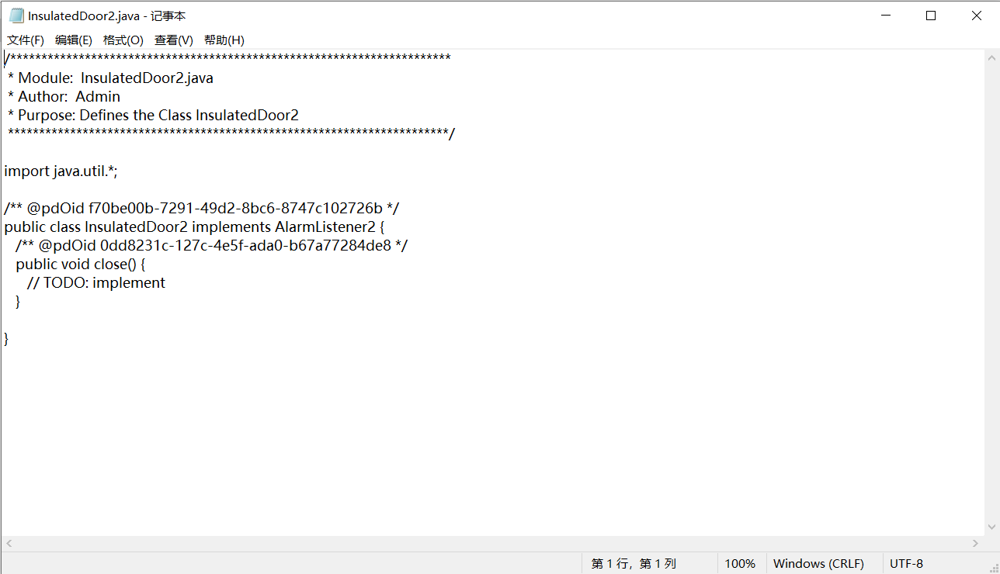 InsulatedDoor2.java - 记事本
文件(F) 编辑(E) 格式(O) 查看(V) 帮助(H)
/***********************************************************************
 * Module:  InsulatedDoor2.java
 * Author:  Admin
 * Purpose: Defines the Class InsulatedDoor2
 ***********************************************************************/
import java.util.*;
/** @pdOid f70be00b-7291-49d2-8bc6-8747c102726b */
public class InsulatedDoor2 implements AlarmListener2 {
   /** @pdOid 0dd8231c-127c-4e5f-ada0-b67a77284de8 */
   public void close() {
      // TODO: implement
   }
}
第 1 行，第 1 列 100% Windows (CRLF) UTF-8